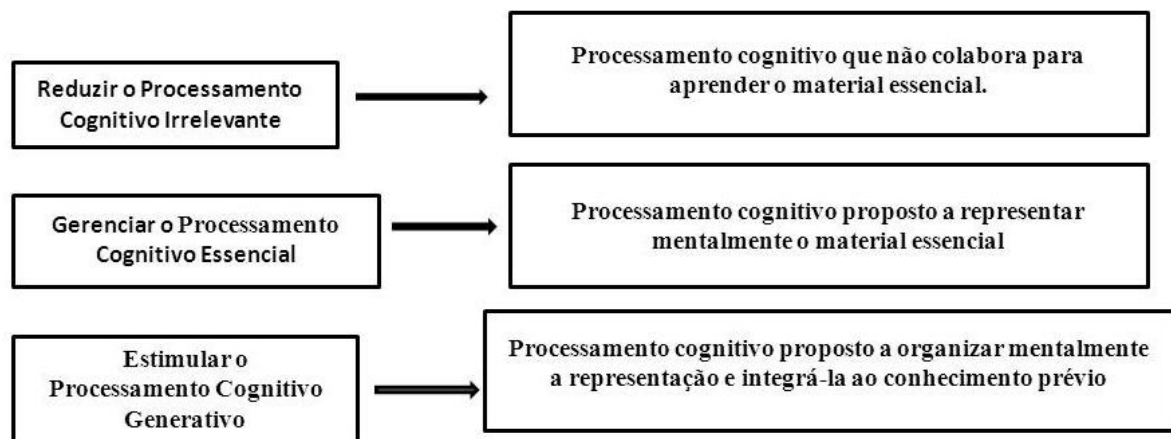 Reduzir o Processamento
Cognitivo Irrelevante
Processamento cognitivo que não colabora para
aprender o material essencial.
Gerenciar o Processamento
Cognitivo Essencial
Processamento cognitivo proposto a representar
mentalmente o material essencial
Estimular o
Processamento Cognitivo
Generativo
Processamento cognitivo proposto a organizar mentalmente
a representação e integrá-la ao conhecimento prévio